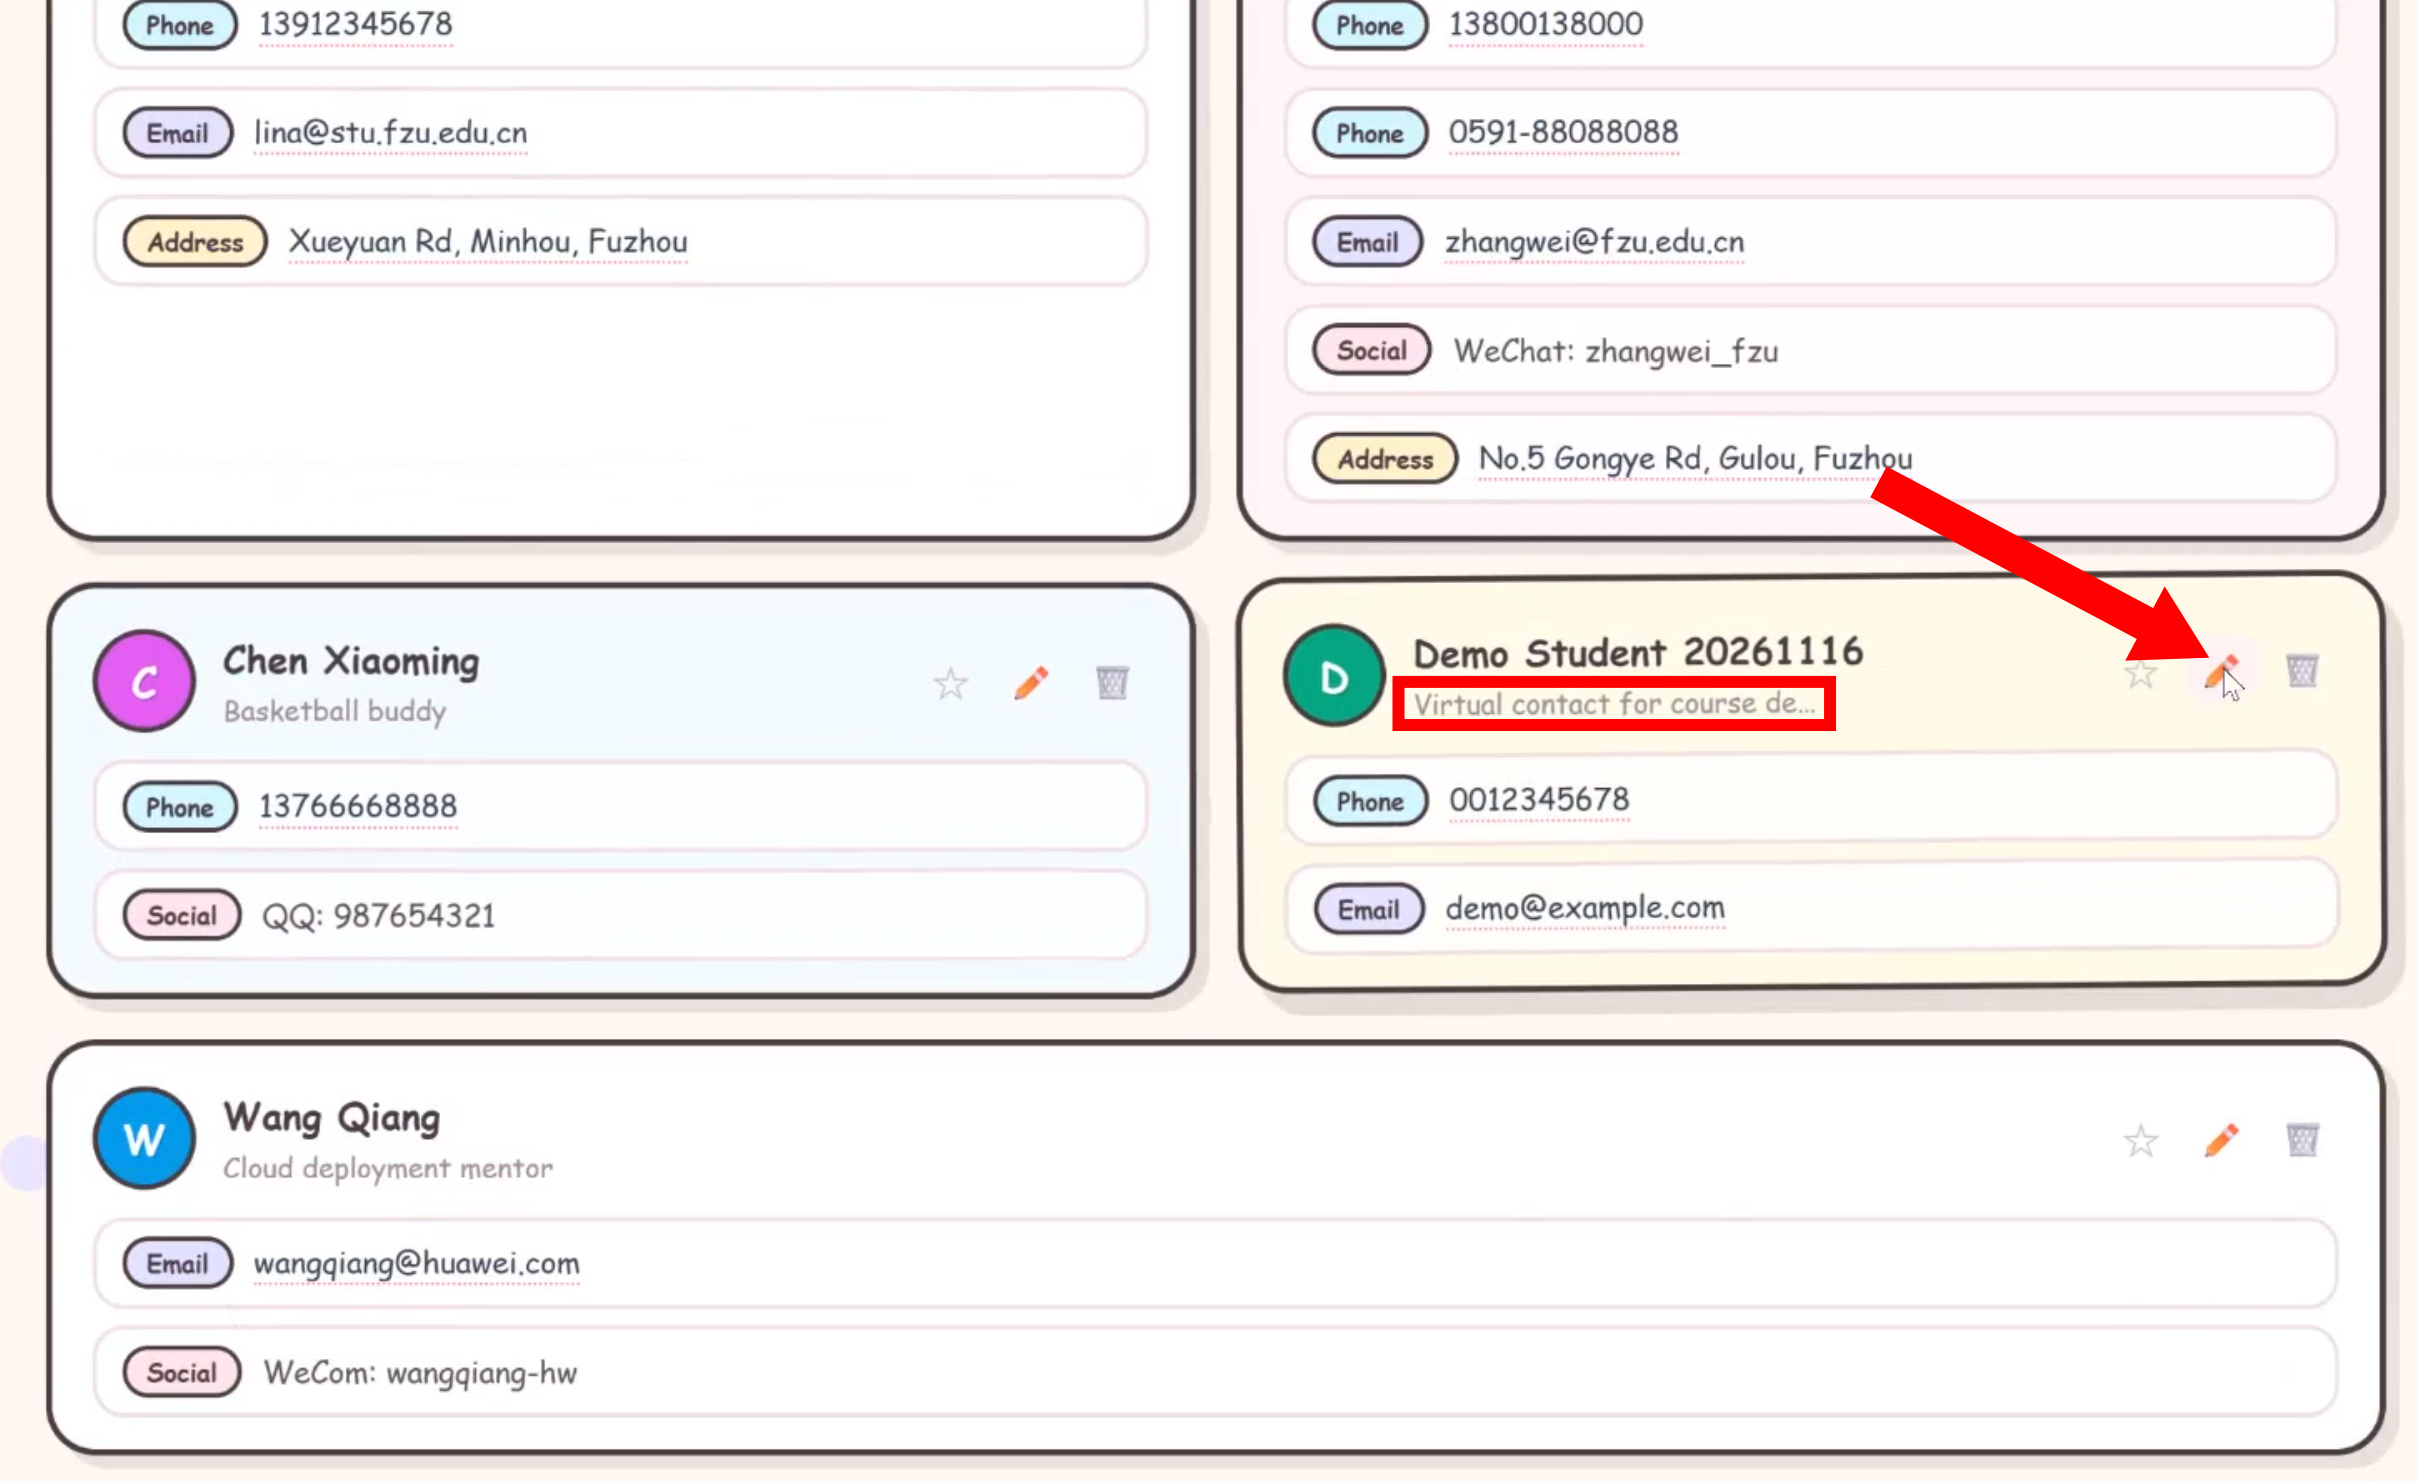 Phone 13912345678
Email lina@stu.fzu.edu.cn
Address Xueyuan Rd, Minhou, Fuzhou
Phone 13800138000
Phone 0591-88088088
Email zhangwei@fzu.edu.cn
Social WeChat: zhangwei_fzu
Address No.5 Gongye Rd, Gulou, Fuzhou
C
Chen Xiaoming
Basketball buddy
Phone 13766668888
Social QQ: 987654321
D
Demo Student 20261116
Virtual contact for course de...
Phone 0012345678
Email demo@example.com
W
Wang Qiang
Cloud deployment mentor
Email wangqiang@huawei.com
Social WeCom: wangqiang-hw